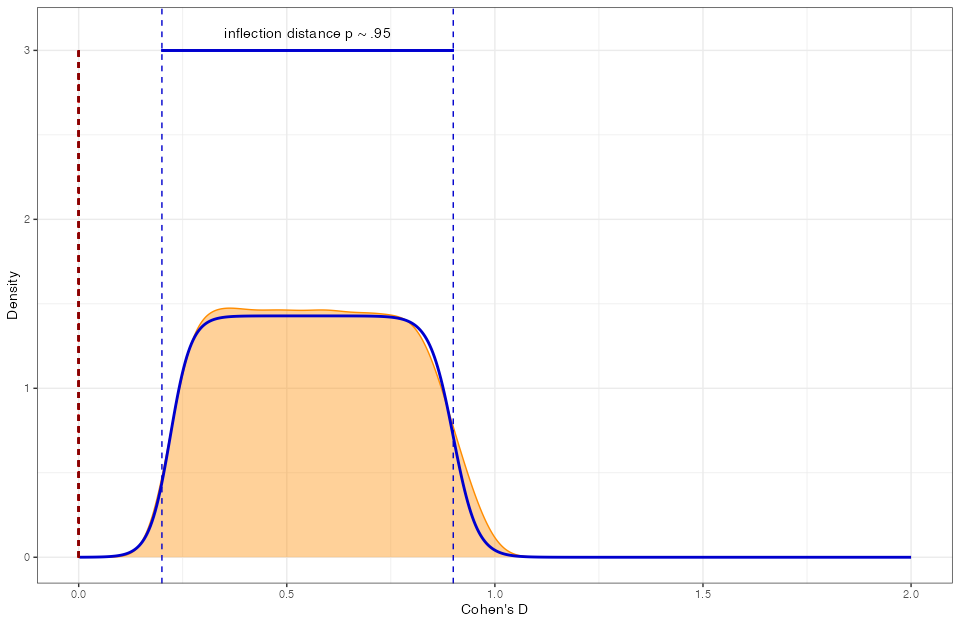 inflection distance p ~ .95
3
2
1
0
Density
0.0 0.5 1.0 1.5 2.0
Cohen's D